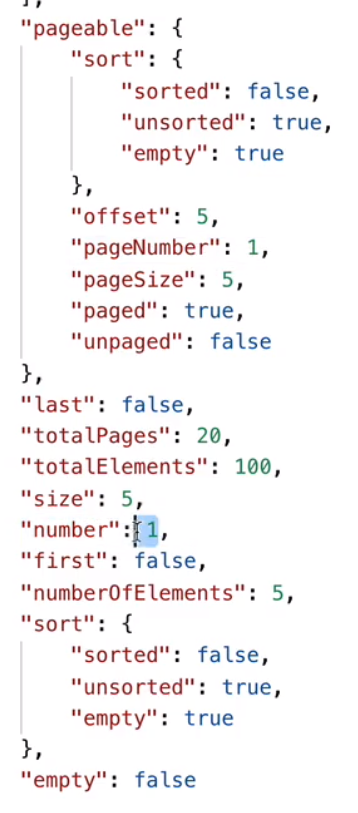 ],
"pageable": {
"sort": {
"sorted": false,
"unsorted": true,
"empty": true
},
"offset": 5,
"pageNumber": 1,
"pageSize": 5,
"paged": true,
"unpaged": false
},
"last": false,
"totalPages": 20,
"totalElements": 100,
"size": 5,
"number": 1,
"first": false,
"numberOfElements": 5,
"sort": {
"sorted": false,
"unsorted": true,
"empty": true
},
"empty": false